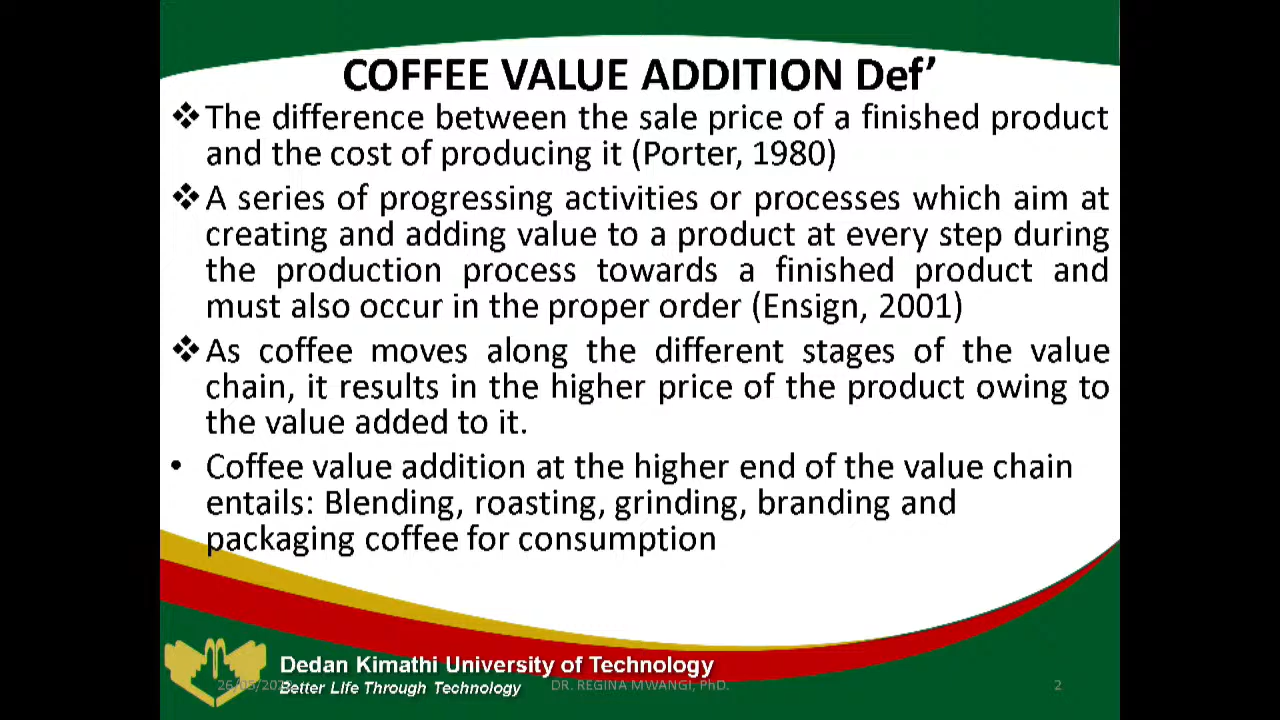 COFFEE VALUE ADDITION Def’
❖ The difference between the sale price of a finished product
and the cost of producing it (Porter, 1980)
❖ A series of progressing activities or processes which aim at
creating and adding value to a product at every step during
the production process towards a finished product and
must also occur in the proper order (Ensign, 2001)
❖ As coffee moves along the different stages of the value
chain, it results in the higher price of the product owing to
the value added to it.
• Coffee value addition at the higher end of the value chain
entails: Blending, roasting, grinding, branding and
packaging coffee for consumption
Dedan Kimathi University of Technology
Better Life Through Technology
DR. REGINA MWANGI, PhD.
2